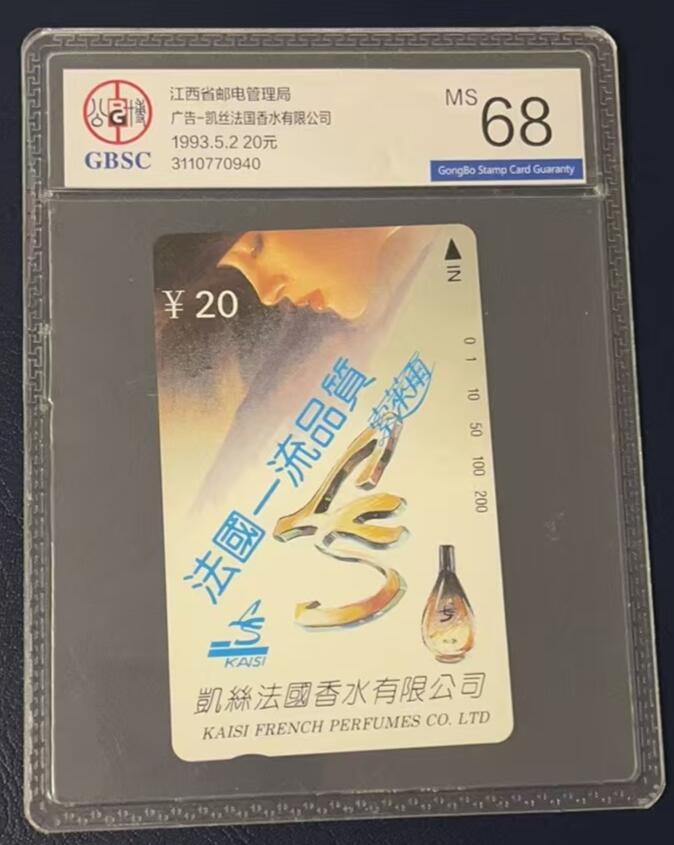 江西省邮电管理局
广告-凯丝法国香水有限公司
1993.5.2 20元
3110770940
GBSC
MS 68
GongBo Stamp Card Guaranty
¥ 20
IN
0 1 10 50 100 200
法國一流品質
KAISI
凱絲法國香水有限公司
KAISI FRENCH PERFUMES CO. LTD